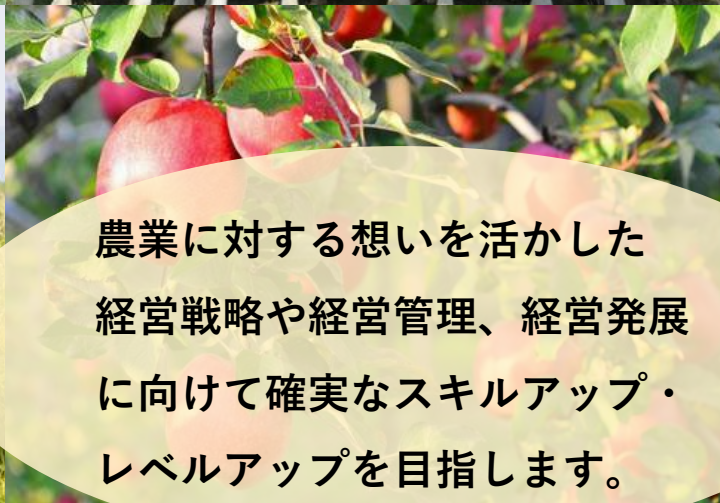 農業に対する想いを活かした
経営戦略や経営管理、経営発展
に向けて確実なスキルアップ・
レベルアップを目指します。